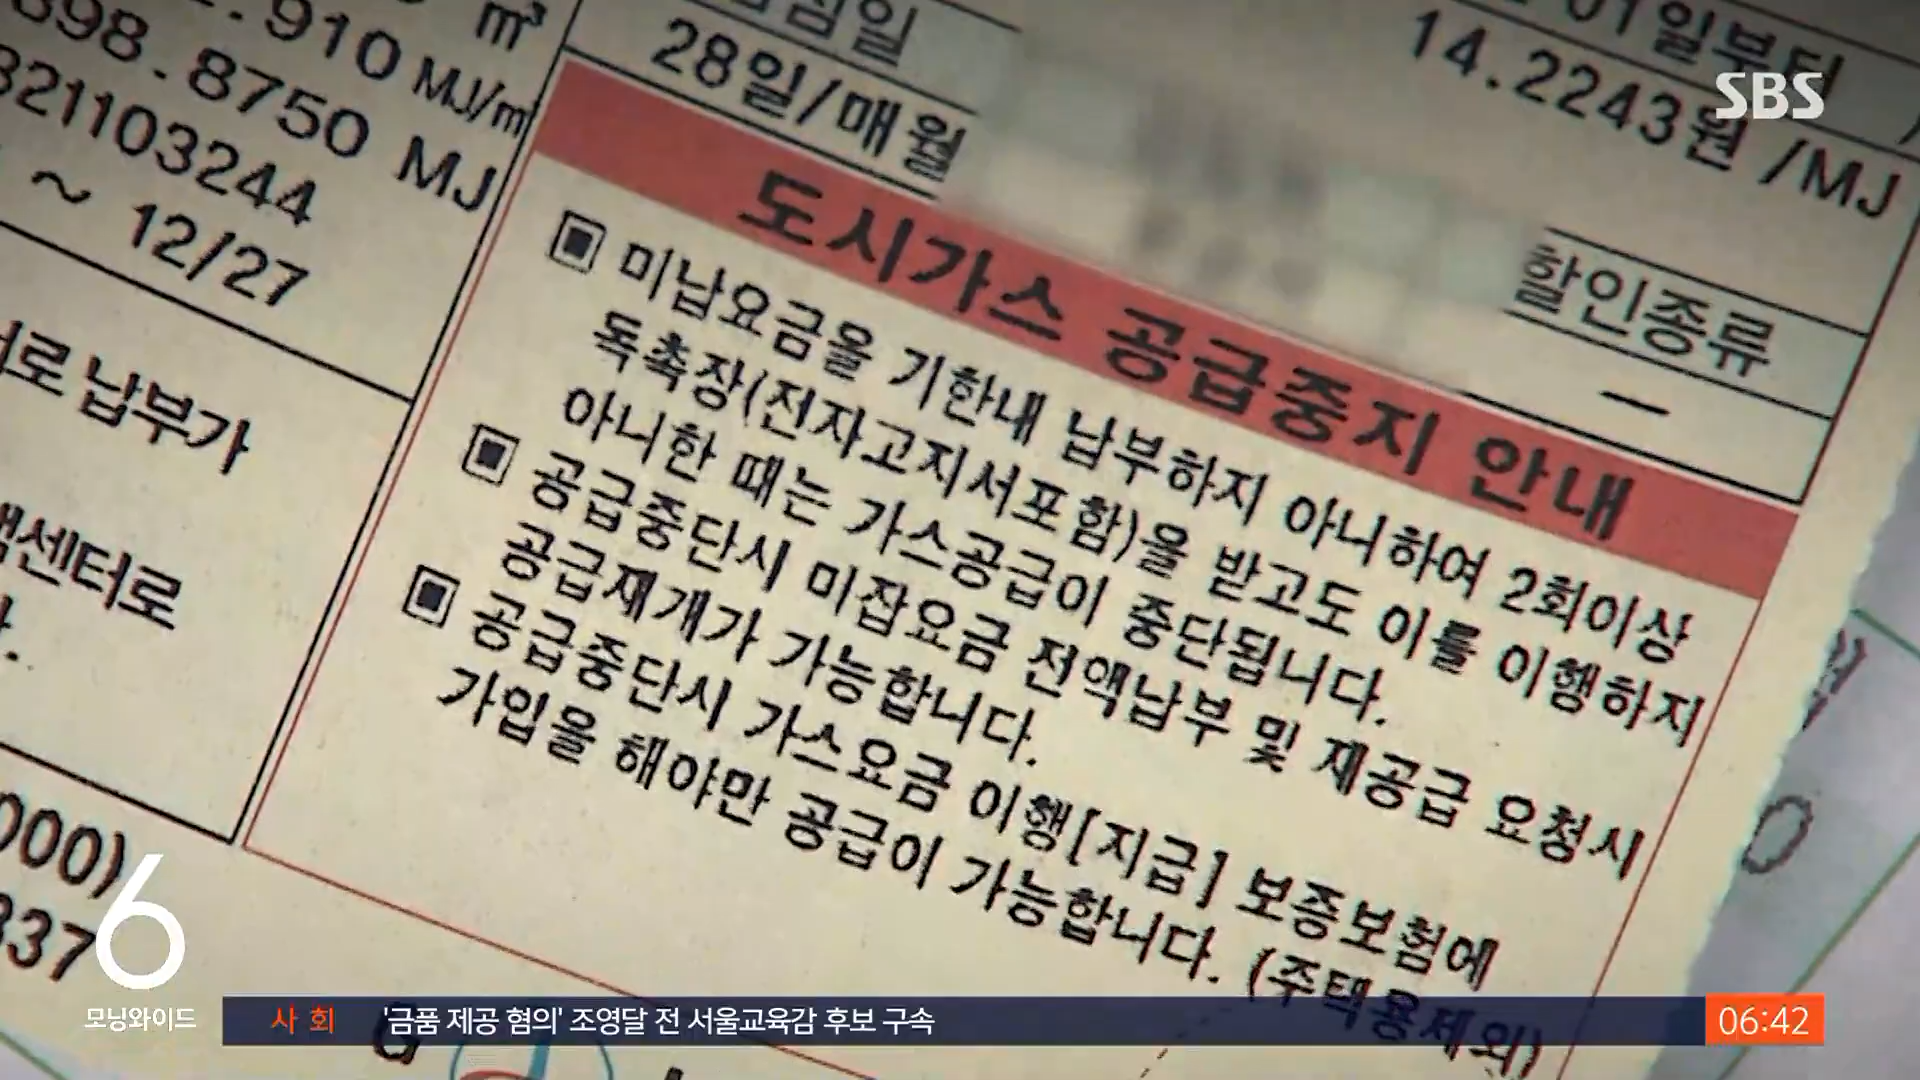 m³
.910 MJ/㎥
898.8750 MJ
321103244
~ 12/27
로 납부가
센터로
000)
337
28일/매월
01일부터
14.2243원 /MJ
할인종류
-
도시가스 공급중지 안내
▣ 미납요금을 기한내 납부하지 아니하여 2회이상
독촉장(전자고지서포함)을 받고도 이를 이행하지
아니한 때는 가스공급이 중단됩니다.
▣ 공급중단시 미잡요금 전액납부 및 재공급 요청시
공급재개가 가능합니다.
▣ 공급중단시 가스요금 이행[지급] 보증보험에
가입을 해야만 공급이 가능합니다. (주택용제외)
SBS
6
모닝와이드
사회 '금품 제공 혐의' 조영달 전 서울교육감 후보 구속
06:42